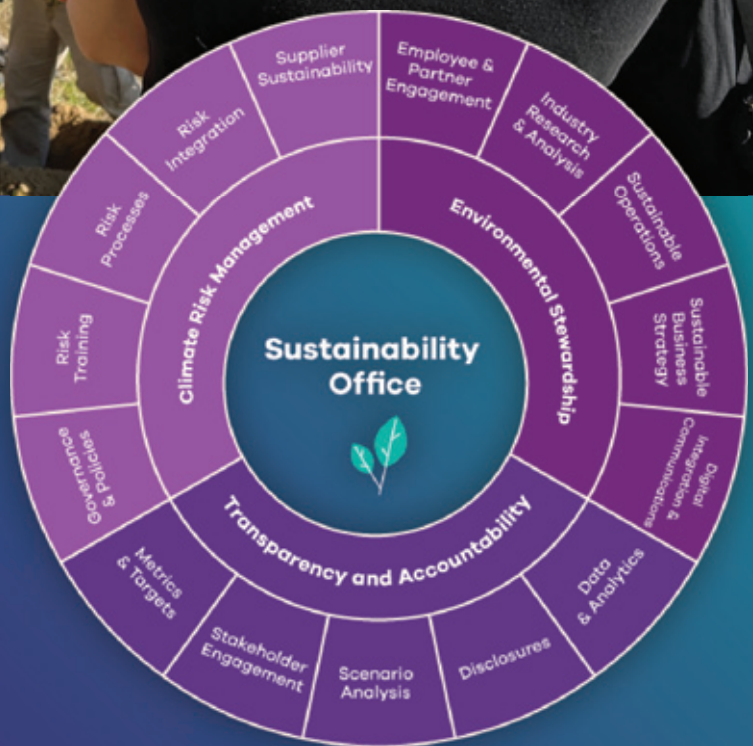 Sustainability
Office
Climate Risk Management
Environmental Stewardship
Transparency and Accountability
Supplier
Sustainability
Employee &
Partner
Engagement
Industry
Research
& Analysis
Sustainable
Operations
Sustainable
Business
Strategy
Digital
Integration &
Communications
Data
& Analytics
Disclosures
Scenario
Analysis
Stakeholder
Engagement
Metrics
& Targets
Governance
& Policies
Risk
Training
Risk
Processes
Risk
Integration